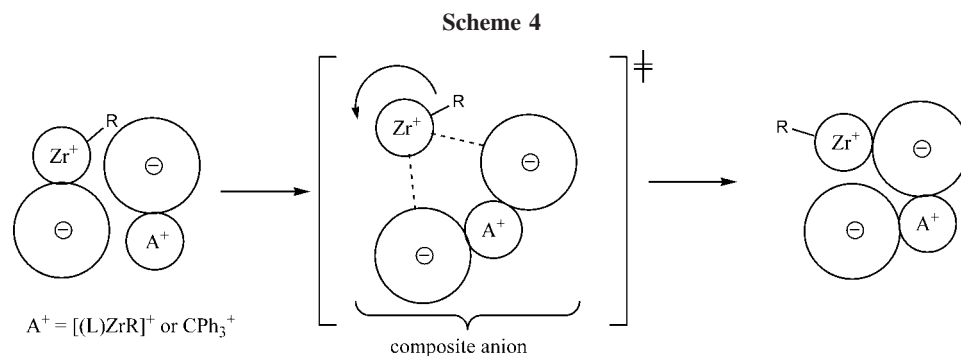 Scheme 4
R
Zr⁺
⊖
⊖
A⁺
‡
R
Zr⁺
⊖
⊖
A⁺
R
Zr⁺
⊖
⊖
A⁺
A⁺ = [(L)ZrR]⁺ or CPh₃⁺
composite anion